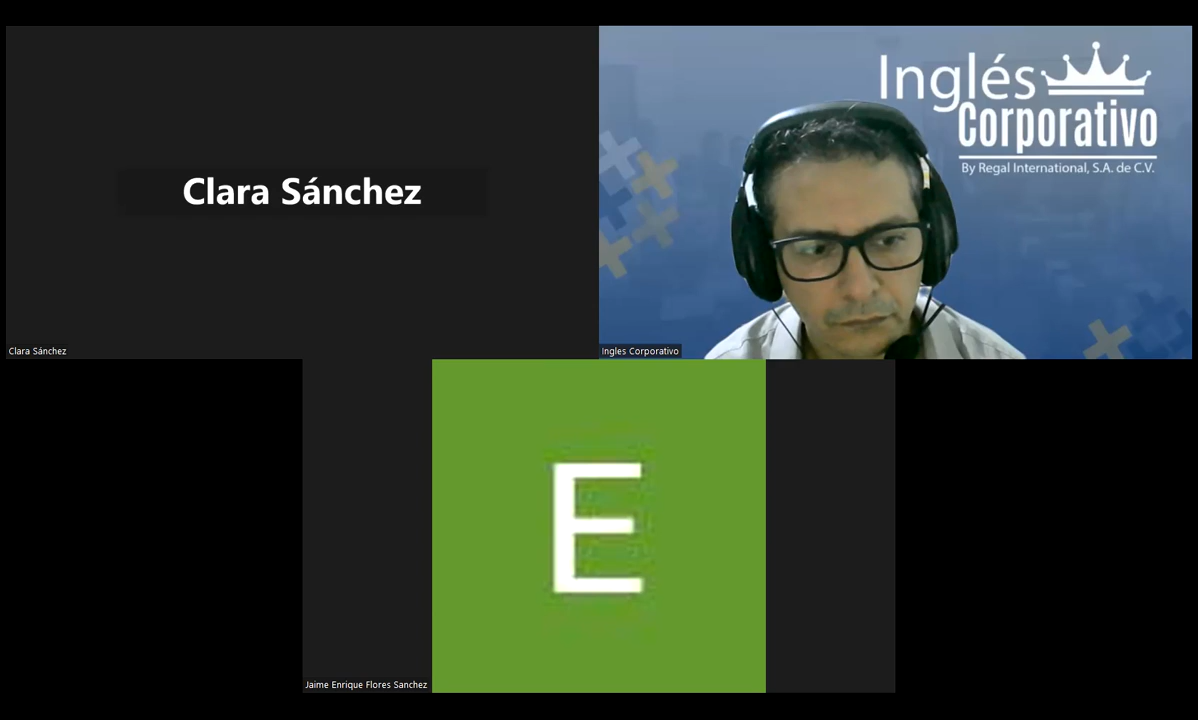 Clara Sánchez
Clara Sánchez
Inglés
Corporativo
By Regal International, S.A. de C.V.
Ingles Corporativo
E
Jaime Enrique Flores Sanchez